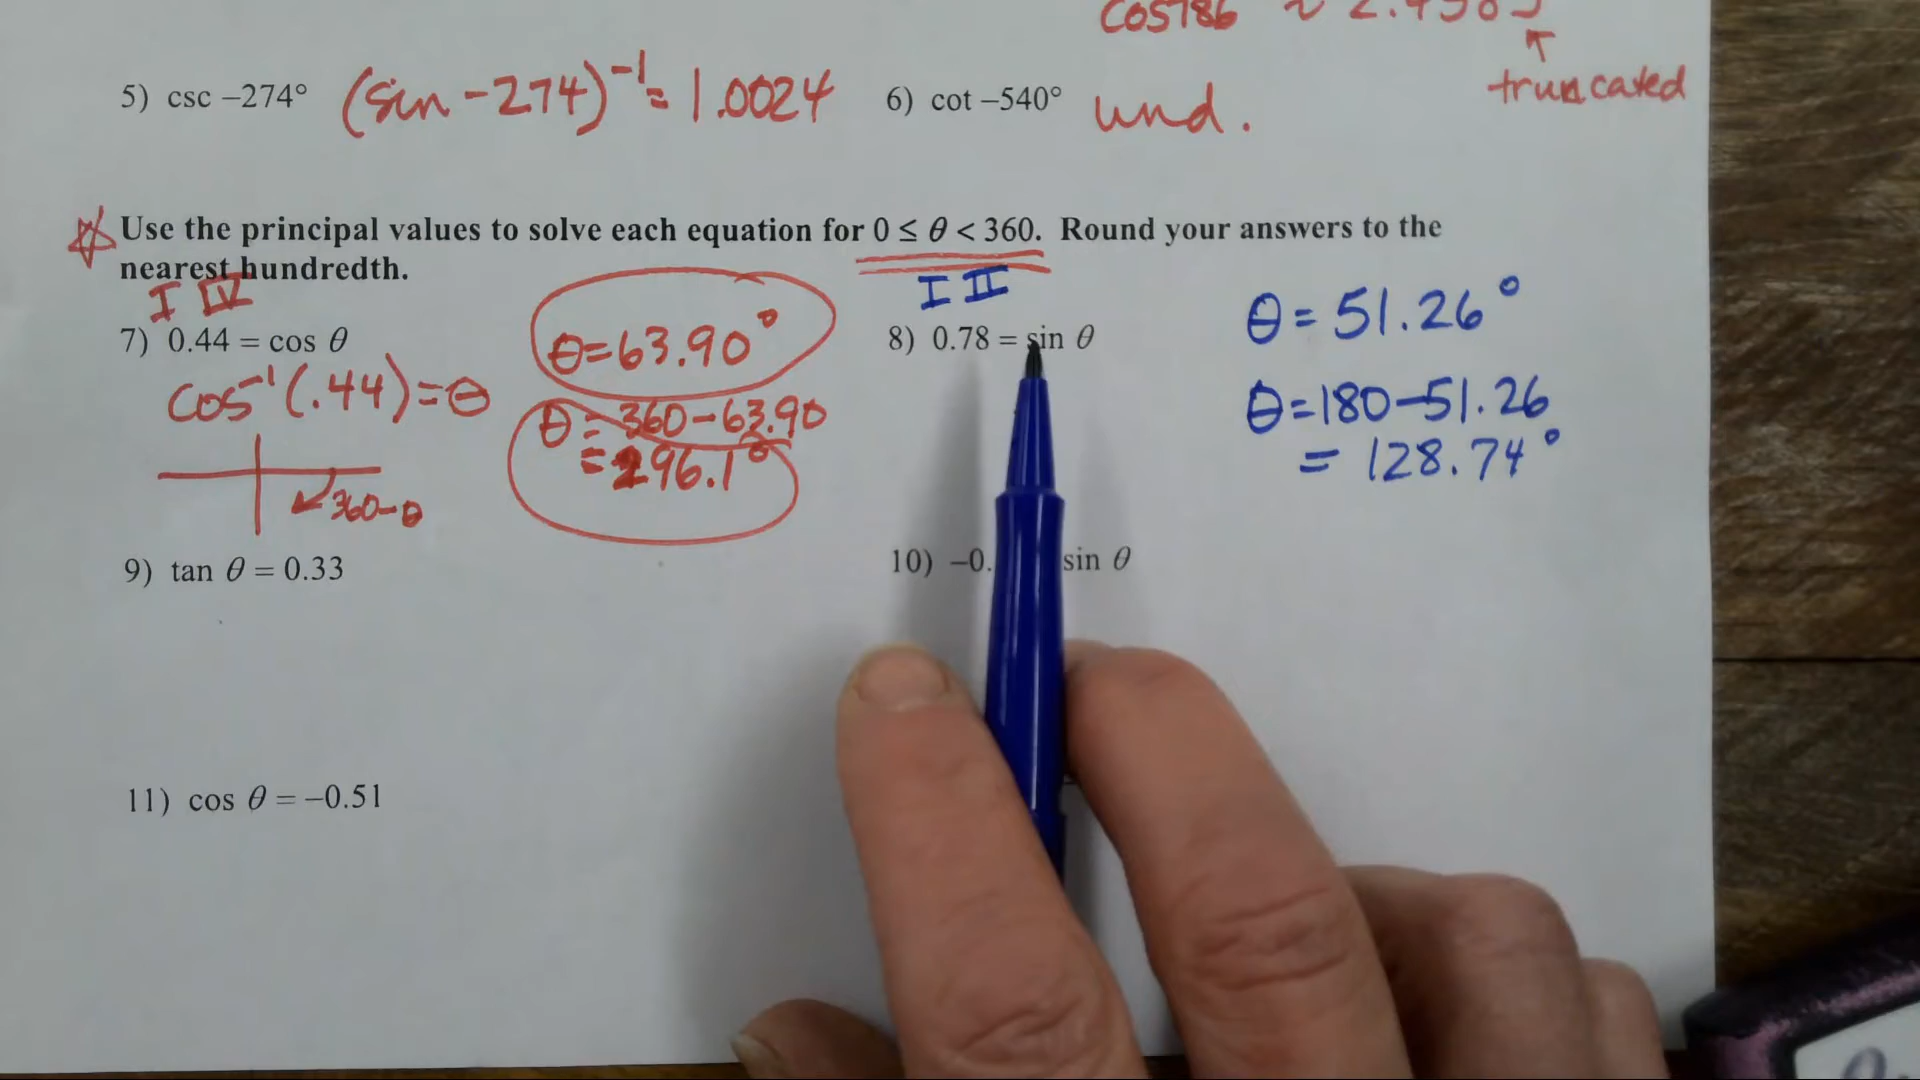 cos 786 ≈
truncated
5) csc –274° (sin -274)⁻¹ = 1.0024
6) cot –540° und.
Use the principal values to solve each equation for 0 ≤ θ < 360. Round your answers to the
nearest hundredth.
I IV
7) 0.44 = cos θ
cos⁻¹(.44) = θ
360-θ
θ=63.90°
θ = 360-63.90
= 296.1°
I II
8) 0.78 = sin θ
θ = 51.26°
θ = 180-51.26
= 128.74°
9) tan θ = 0.33
10) –0. sin θ
11) cos θ = –0.51